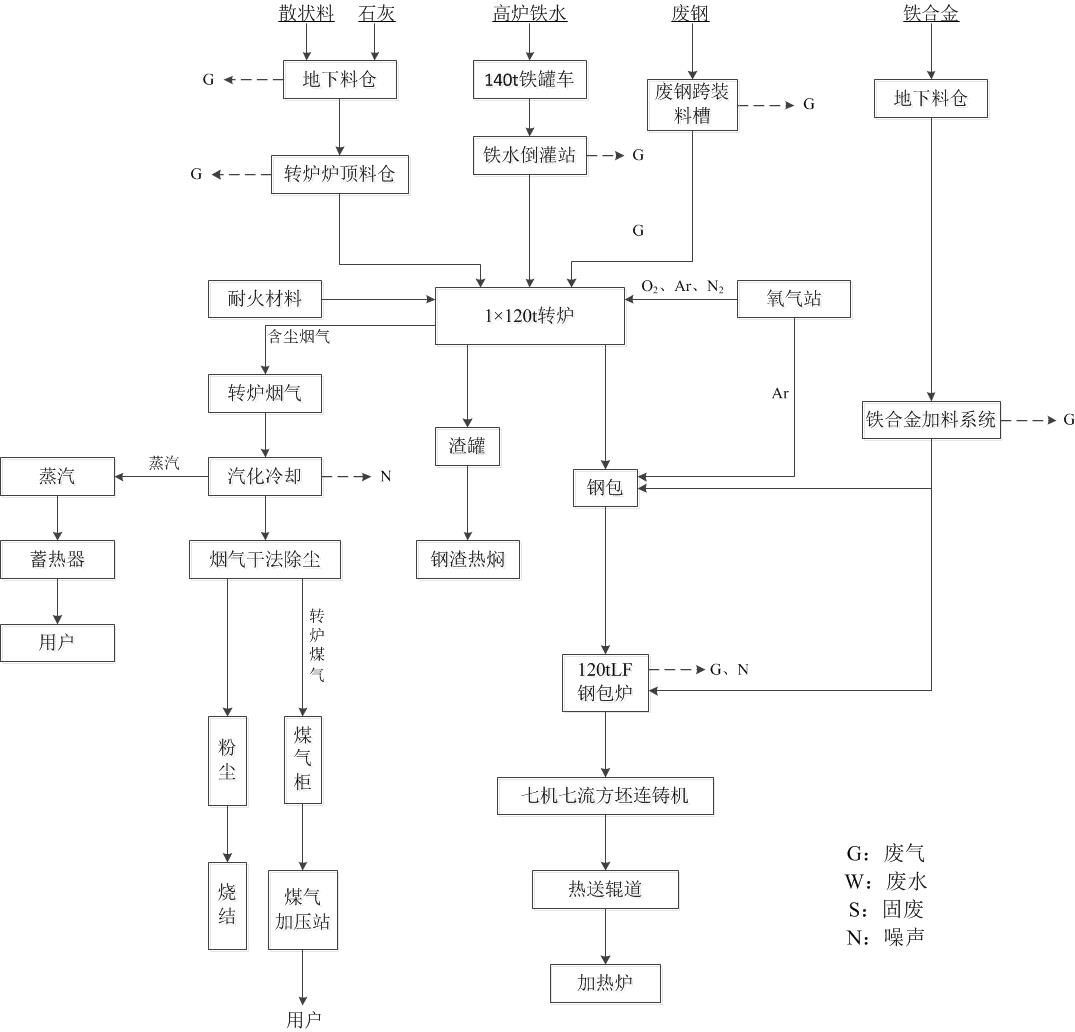 散状料
石灰
高炉铁水
废钢
铁合金
G
地下料仓
140t铁罐车
废钢跨装
料槽
G
地下料仓
G
转炉炉顶料仓
铁水倒灌站
G
G
耐火材料
1×120t转炉
O₂、Ar、N₂
氧气站
含尘烟气
转炉烟气
Ar
铁合金加料系统
G
渣罐
蒸汽
蒸汽
汽化冷却
N
钢包
蓄热器
烟气干法除尘
钢渣热焖
用户
转
炉
煤
气
120tLF
钢包炉
G、N
粉
尘
煤
气
柜
七机七流方坯连铸机
烧
结
煤气
加压站
热送辊道
加热炉
用户
G：废气
W：废水
S：固废
N：噪声